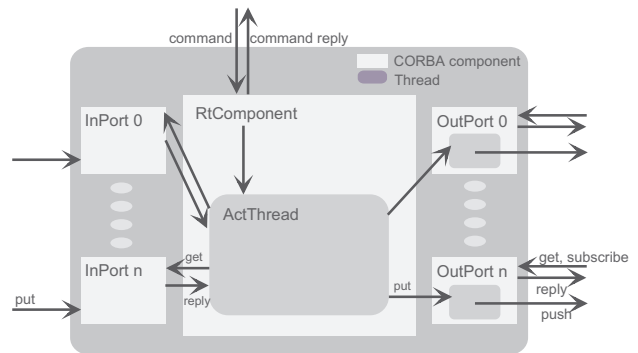 command
command reply
CORBA component
Thread
InPort 0
RtComponent
OutPort 0
ActThread
InPort n
get
OutPort n
get, subscribe
put
reply
put
reply
push